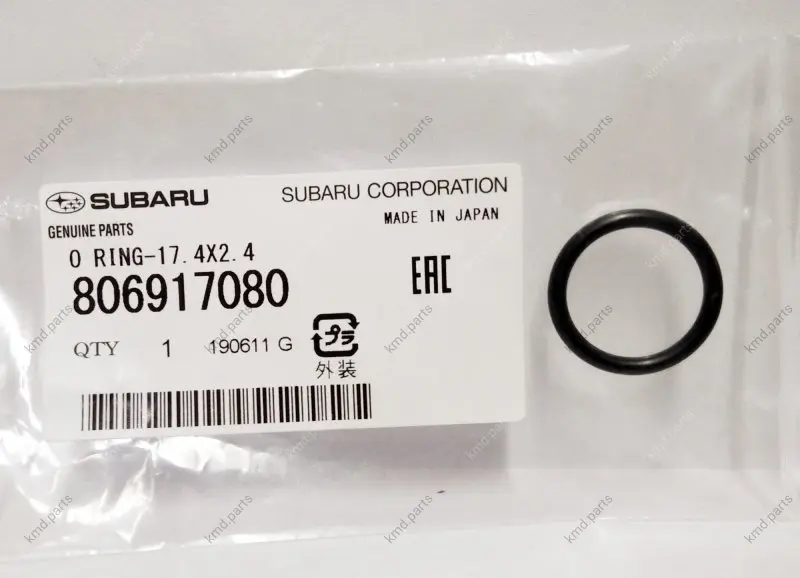 SUBARU
SUBARU CORPORATION
GENUINE PARTS
MADE IN JAPAN
O RING-17.4X2.4
806917080
EAC
QTY 1 190611 G
プラ
外装
kmd.parts